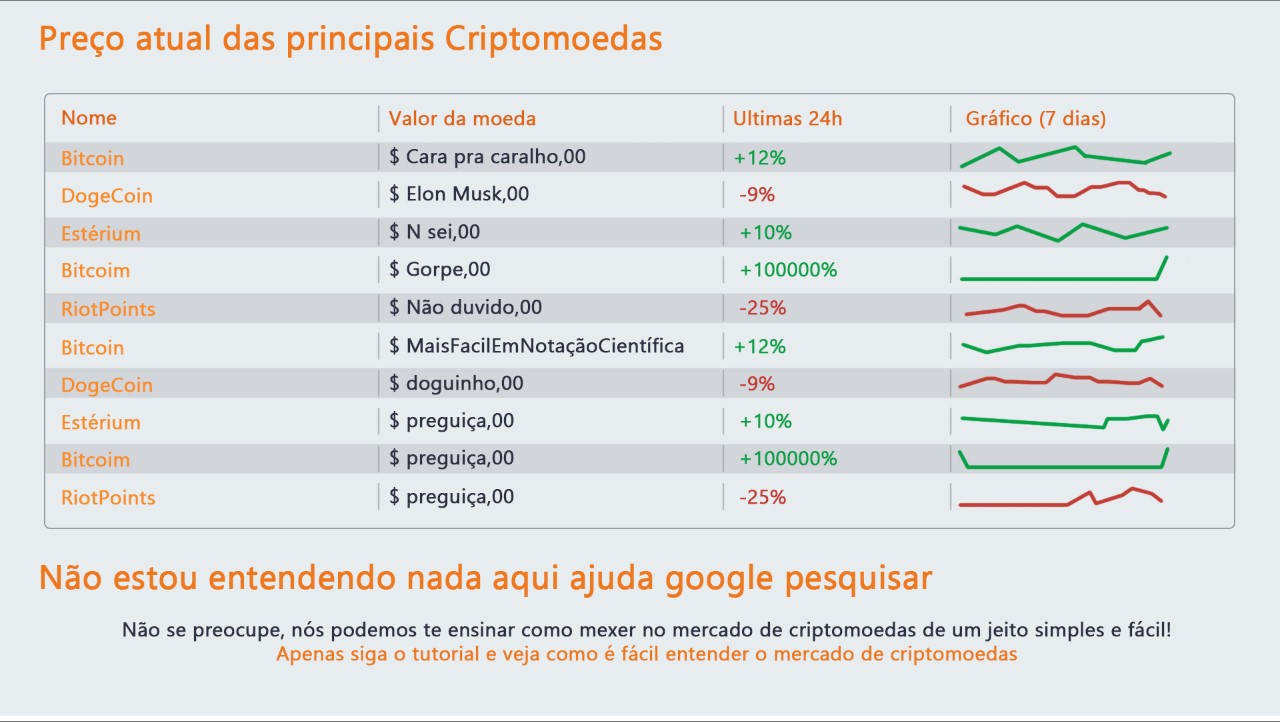 Preço atual das principais Criptomoedas
Nome Valor da moeda Ultimas 24h Gráfico (7 dias)
Bitcoin $ Cara pra caralho,00 +12%
DogeCoin $ Elon Musk,00 -9%
Estérium $ N sei,00 +10%
Bitcoim $ Gorpe,00 +100000%
RiotPoints $ Não duvido,00 -25%
Bitcoin $ MaisFacilEmNotaçãoCientífica +12%
DogeCoin $ doguinho,00 -9%
Estérium $ preguiça,00 +10%
Bitcoim $ preguiça,00 +100000%
RiotPoints $ preguiça,00 -25%
Não estou entendendo nada aqui ajuda google pesquisar
Não se preocupe, nós podemos te ensinar como mexer no mercado de criptomoedas de um jeito simples e fácil!
Apenas siga o tutorial e veja como é fácil entender o mercado de criptomoedas